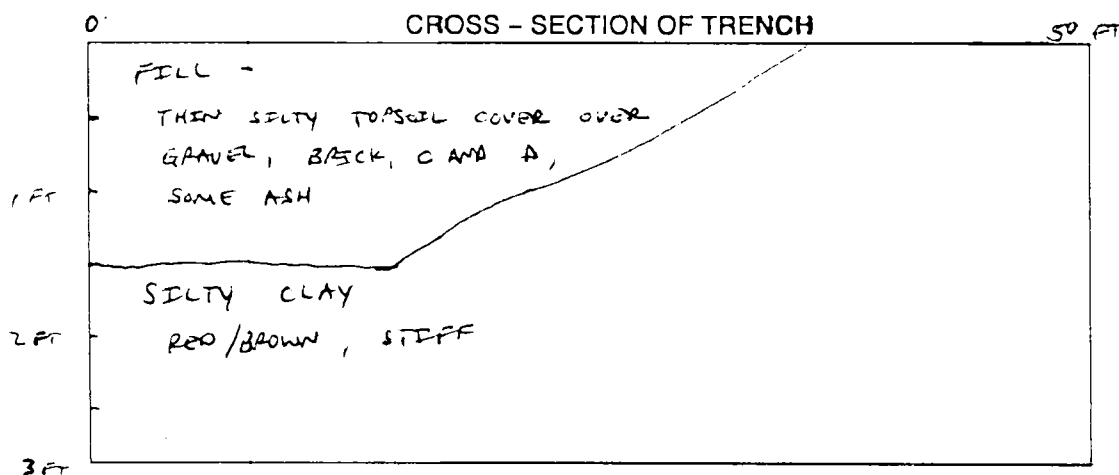 CROSS – SECTION OF TRENCH
0 50 FT
FILL -
THIN SILTY TOPSOIL COVER OVER
GRAVEL, BRICK, C AND D,
1 FT SOME ASH
SILTY CLAY
2 FT RED/BROWN, STIFF
3 FT